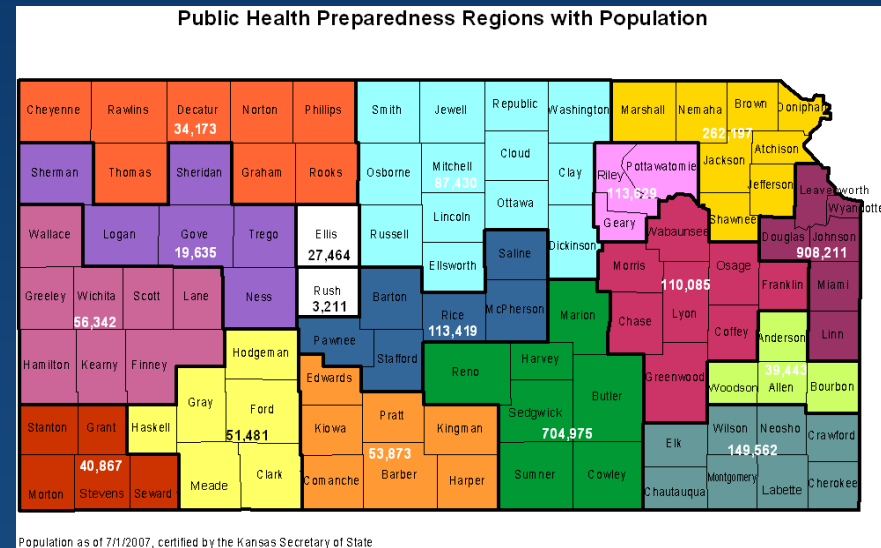 Public Health Preparedness Regions with Population
Cheyenne Rawlins Decatur Norton Phillips Smith Jewell Republic Washington Marshall Nemaha Brown Doniphan
34,173
262,197
Sherman Thomas Sheridan Graham Rooks Osborne Mitchell Cloud Clay Riley Pottawatomie Jackson Atchison
87,430
113,629
Jefferson Leavenworth
Wyandotte
Wallace Logan Gove Trego Ellis Russell Lincoln Ottawa Dickinson Geary Wabaunsee Shawnee Douglas Johnson
19,635
27,464
908,211
Ellsworth Saline Morris Osage
Greeley Wichita Scott Lane Ness Rush Barton Rice McPherson Marion Chase Lyon Franklin Miami
56,342
3,211
113,419
110,085
Hamilton Kearny Finney Hodgeman Pawnee Stafford Coffey Anderson Linn
Edwards Reno Harvey Greenwood Woodson Allen Bourbon
39,443
Stanton Grant Haskell Gray Ford Kiowa Pratt Kingman Sedgwick Butler Elk Wilson Neosho Crawford
51,481
53,873
704,975
149,562
40,867
Morton Stevens Seward Meade Clark Comanche Barber Harper Sumner Cowley Chautauqua Montgomery Labette Cherokee
Population as of 7/1/2007, certified by the Kansas Secretary of State